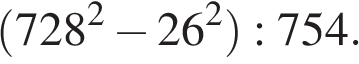 (728² − 26²) : 754.